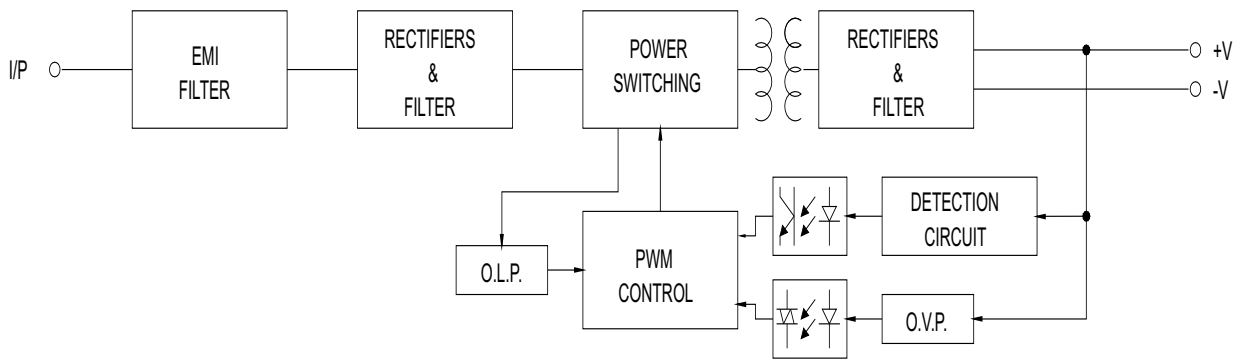 I/P
EMI
FILTER
RECTIFIERS
&
FILTER
POWER
SWITCHING
RECTIFIERS
&
FILTER
+V
-V
O.L.P.
PWM
CONTROL
DETECTION
CIRCUIT
O.V.P.